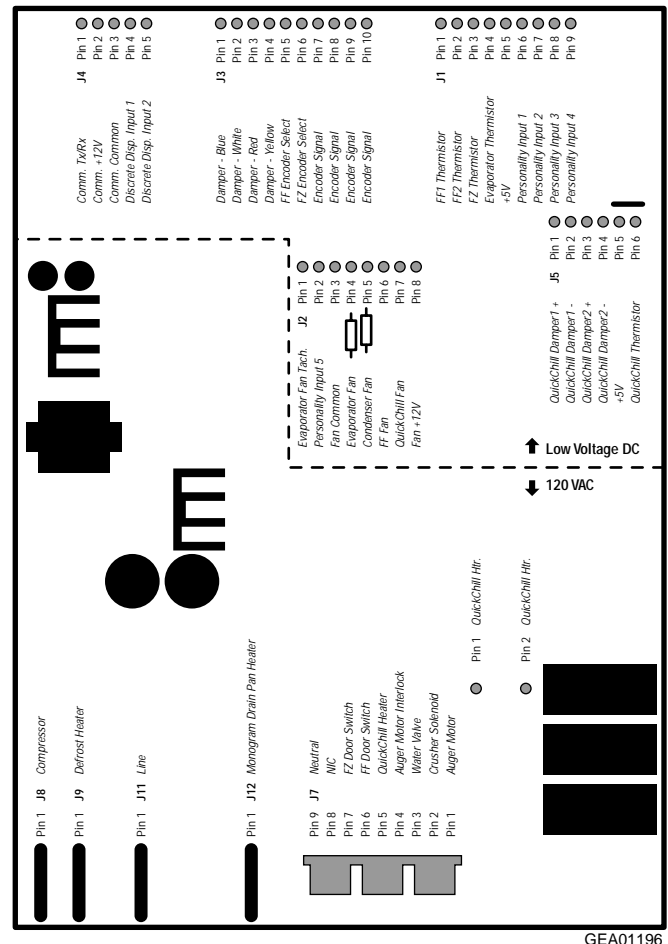 J4
Pin 1 Comm. Tx/Rx
Pin 2 Comm. +12V
Pin 3 Comm. Common
Pin 4 Discrete Disp. Input 1
Pin 5 Discrete Disp. Input 2
J3
Pin 1 Damper - Blue
Pin 2 Damper - White
Pin 3 Damper - Red
Pin 4 Damper - Yellow
Pin 5 FF Encoder Select
Pin 6 FZ Encoder Select
Pin 7 Encoder Signal
Pin 8 Encoder Signal
Pin 9 Encoder Signal
Pin 10 Encoder Signal
J1
Pin 1 FF1 Thermistor
Pin 2 FF2 Thermistor
Pin 3 FZ Thermistor
Pin 4 Evaporator Thermistor
Pin 5 +5V
Pin 6 Personality Input 1
Pin 7 Personality Input 2
Pin 8 Personality Input 3
Pin 9 Personality Input 4
J2
Pin 1 Evaporator Fan Tach.
Pin 2 Personality Input 5
Pin 3 Fan Common
Pin 4 Evaporator Fan
Pin 5 Condenser Fan
Pin 6 FF Fan
Pin 7 QuickChill Fan
Pin 8 Fan +12V
J5
Pin 1 QuickChill Damper1 +
Pin 2 QuickChill Damper1 -
Pin 3 QuickChill Damper2 +
Pin 4 QuickChill Damper2 -
Pin 5 +5V
Pin 6 QuickChill Thermistor
Low Voltage DC
120 VAC
Pin 1 QuickChill Htr.
Pin 2 QuickChill Htr.
Pin 1 J8 Compressor
Pin 1 J9 Defrost Heater
Pin 1 J11 Line
Pin 1 J12 Monogram Drain Pan Heater
J7
Pin 9 Neutral
Pin 8 NIC
Pin 7 FZ Door Switch
Pin 6 FF Door Switch
Pin 5 QuickChill Heater
Pin 4 Auger Motor Interlock
Pin 3 Water Valve
Pin 2 Crusher Solenoid
Pin 1 Auger Motor
GEA01196